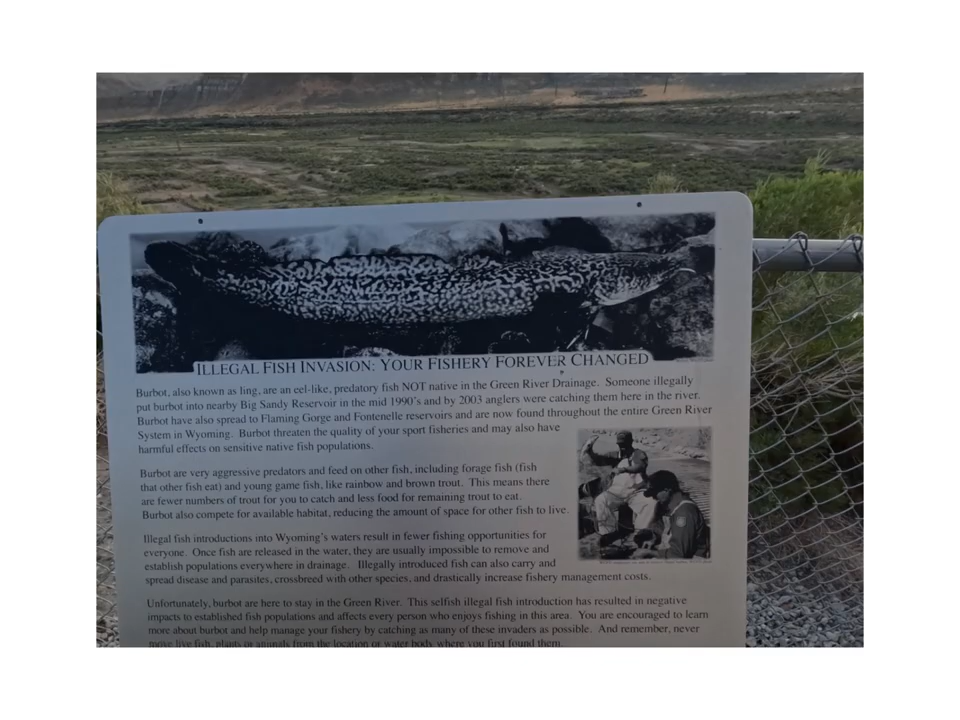 ILLEGAL FISH INVASION: YOUR FISHERY FOREVER CHANGED
Burbot, also known as ling, are an eel-like, predatory fish NOT native in the Green River Drainage. Someone illegally
put burbot into nearby Big Sandy Reservoir in the mid 1990's and by 2003 anglers were catching them here in the river.
Burbot have also spread to Flaming Gorge and Fontenelle reservoirs and are now found throughout the entire Green River
System in Wyoming. Burbot threaten the quality of your sport fisheries and may also have
harmful effects on sensitive native fish populations.
Burbot are very aggressive predators and feed on other fish, including forage fish (fish
that other fish eat) and young game fish, like rainbow and brown trout. This means there
are fewer numbers of trout for you to catch and less food for remaining trout to eat.
Burbot also compete for available habitat, reducing the amount of space for other fish to live.
Illegal fish introductions into Wyoming's waters result in fewer fishing opportunities for
everyone. Once fish are released in the water, they are usually impossible to remove and
establish populations everywhere in drainage. Illegally introduced fish can also carry and
spread disease and parasites, crossbreed with other species, and drastically increase fishery management costs.
Unfortunately, burbot are here to stay in the Green River. This selfish illegal fish introduction has resulted in negative
impacts to established fish populations and affects every person who enjoys fishing in this area. You are encouraged to learn
more about burbot and help manage your fishery by catching as many of these invaders as possible. And remember, never
move live fish, plants or animals from the location or water body where you first found them.